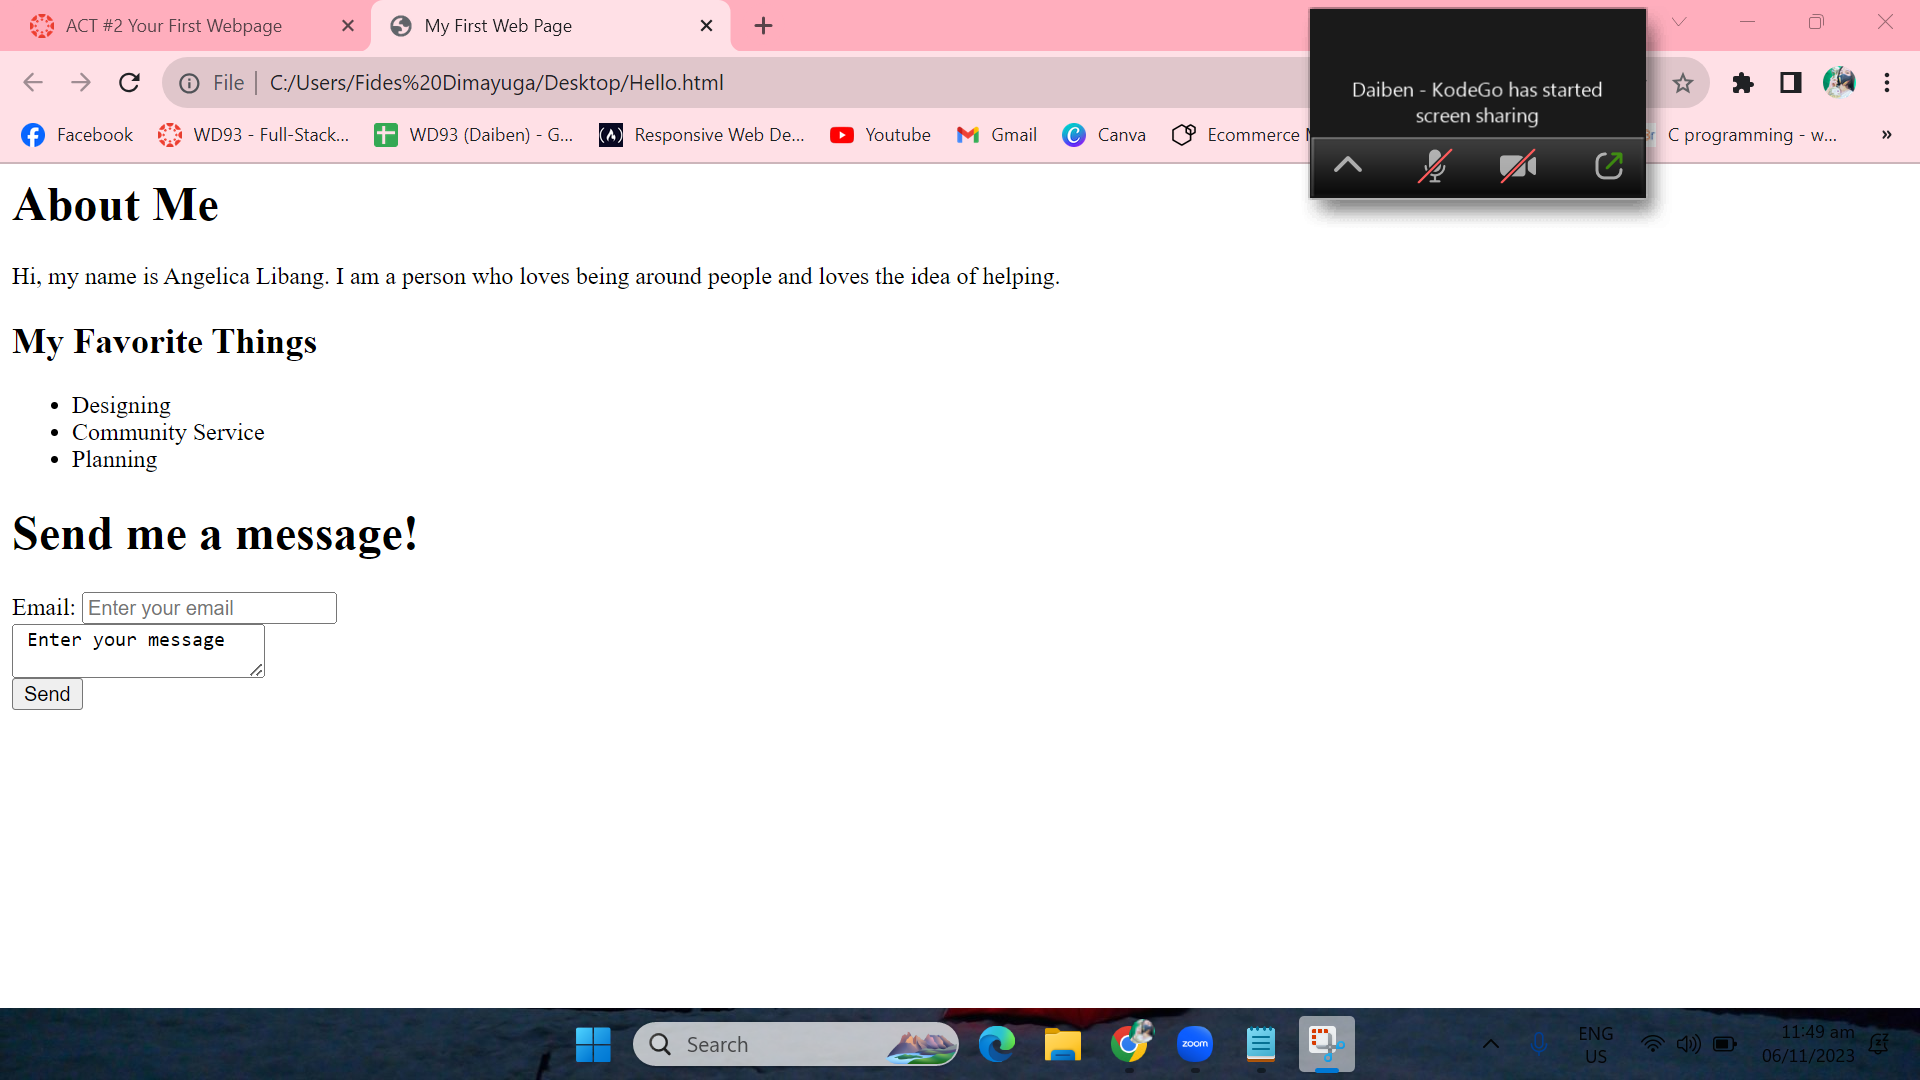 ACT #2 Your First Webpage
My First Web Page
File
C:/Users/Fides%20Dimayuga/Desktop/Hello.html
Daiben - KodeGo has started
screen sharing
Facebook
WD93 - Full-Stack...
WD93 (Daiben) - G...
Responsive Web De...
Youtube
Gmail
Canva
Ecommerce
C programming - w...
»
About Me
Hi, my name is Angelica Libang. I am a person who loves being around people and loves the idea of helping.
My Favorite Things
• Designing
• Community Service
• Planning
Send me a message!
Email: Enter your email
Enter your message
Send
Search
zoom
ENG
US
11:49 am
06/11/2023